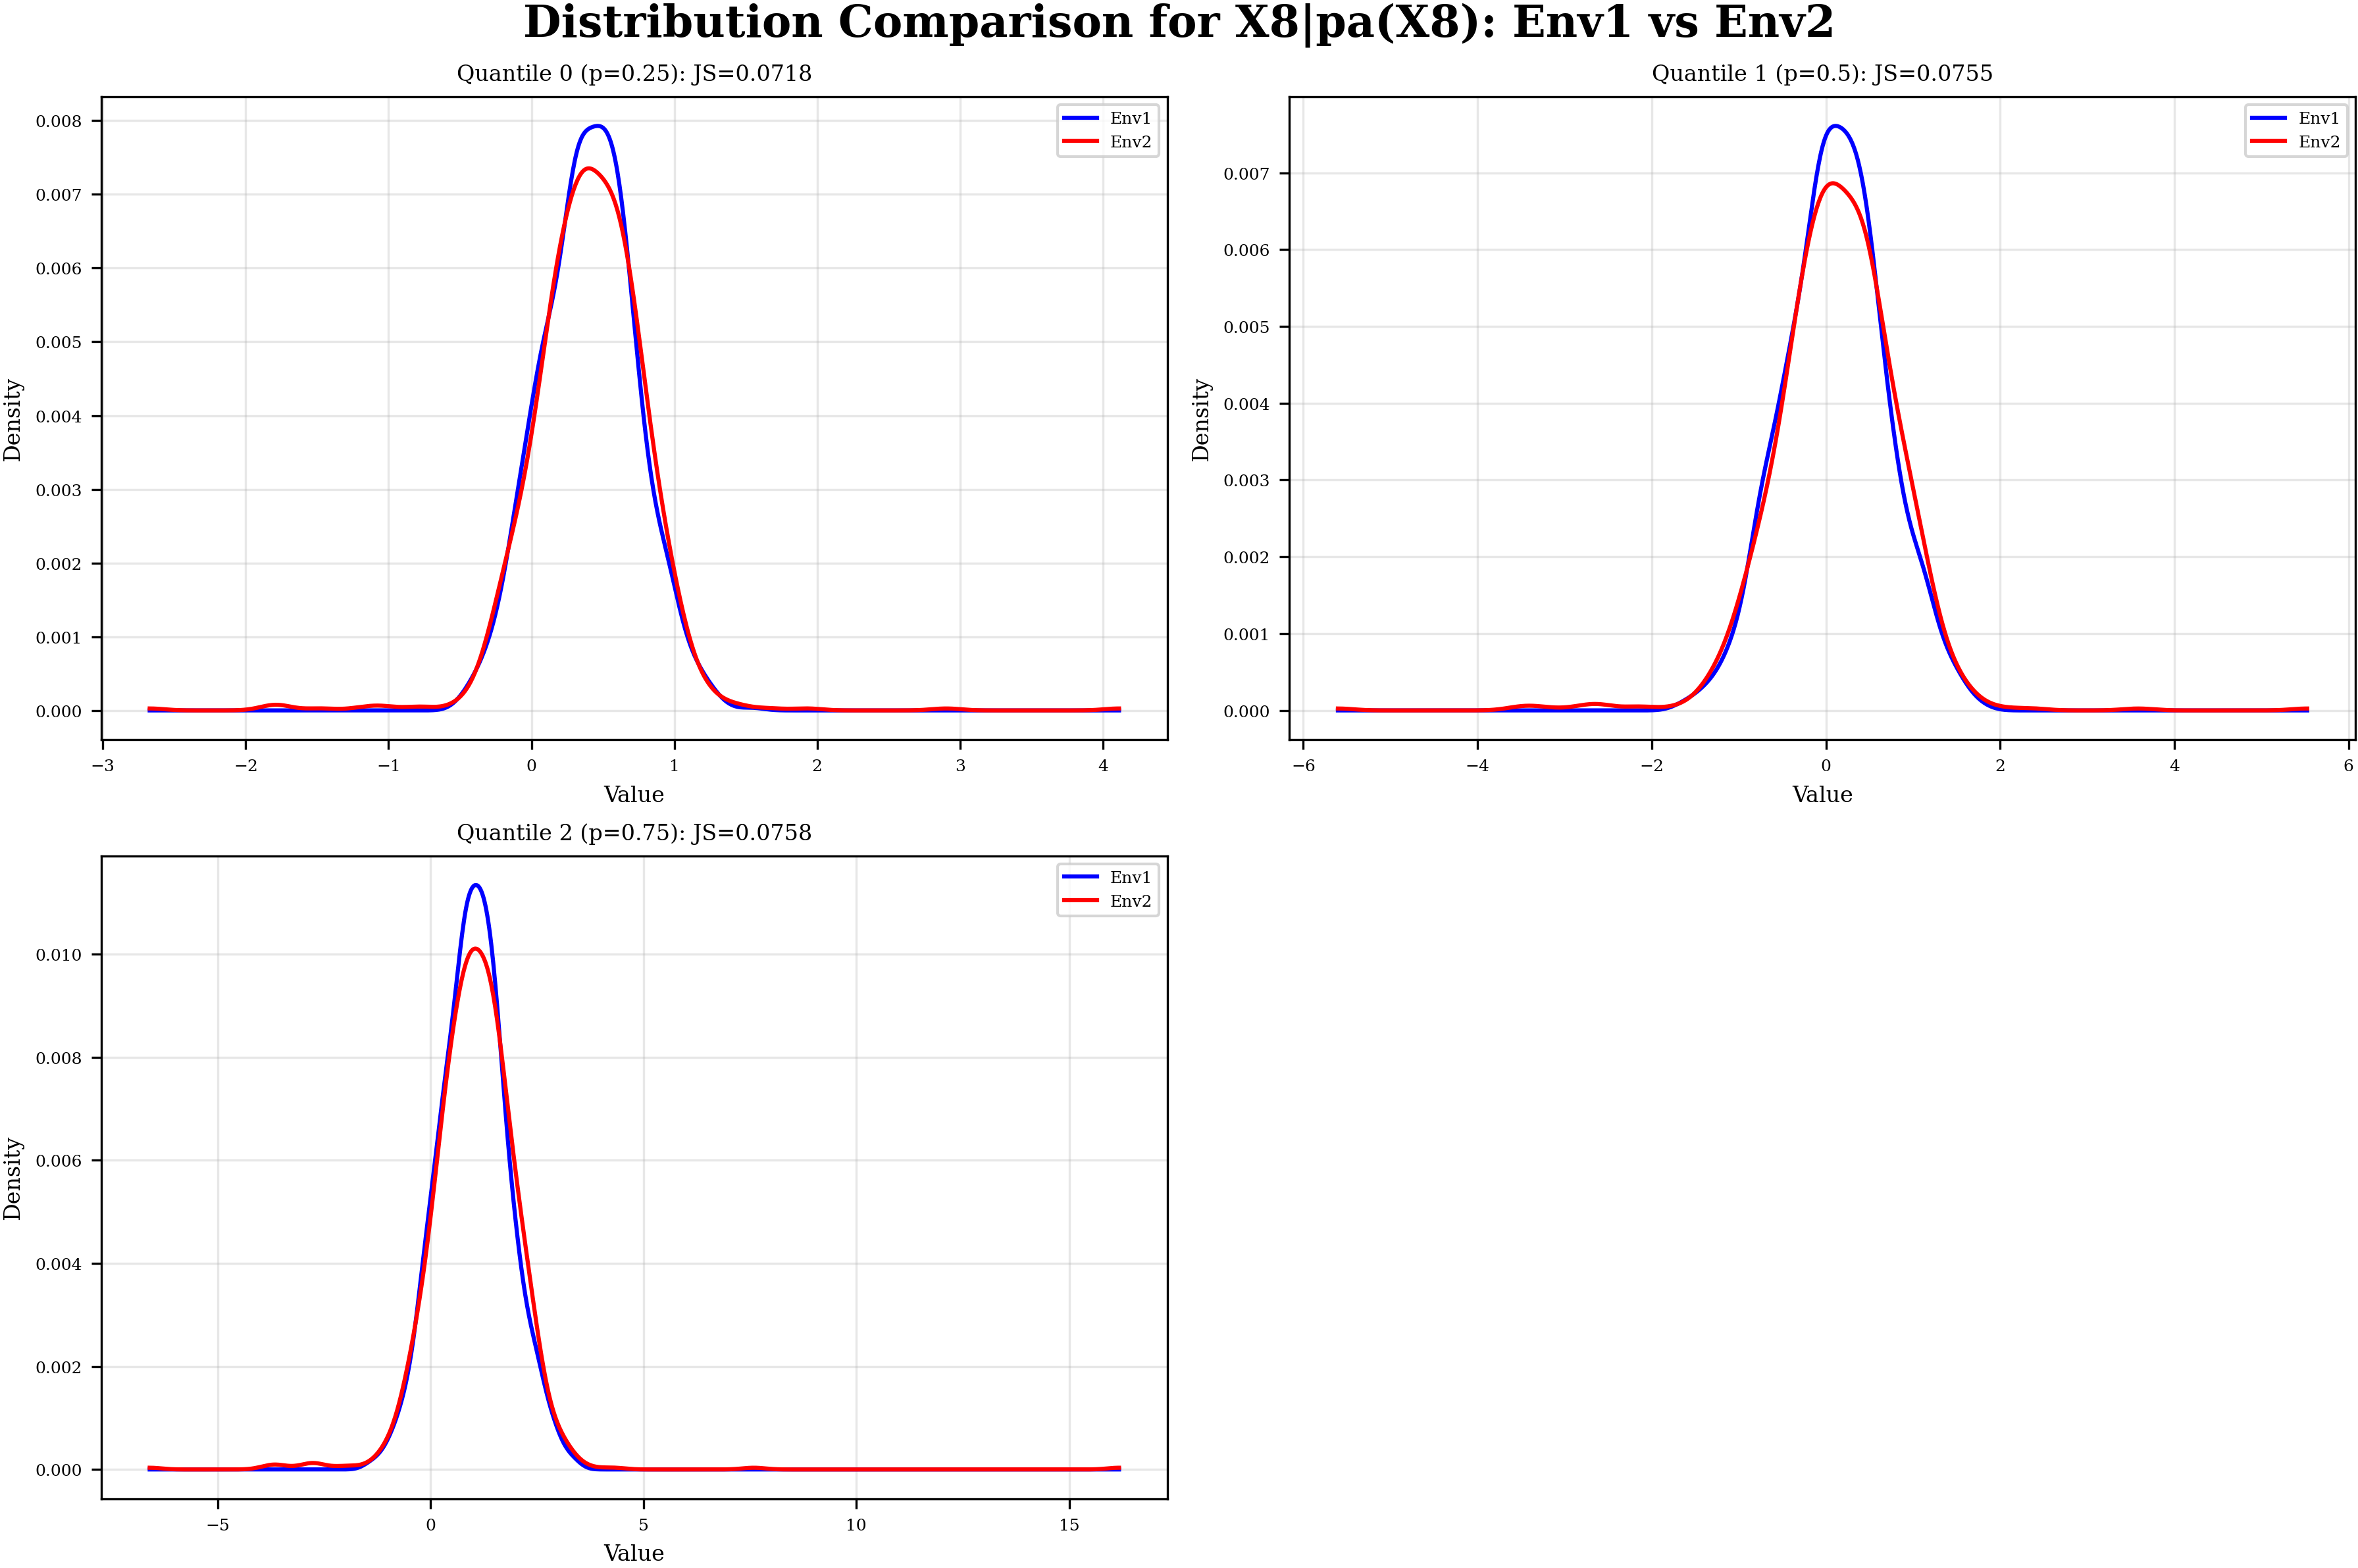 Distribution Comparison for X8|pa(X8): Env1 vs Env2
Quantile 0 (p=0.25): JS=0.0718
Env1
Env2
0.008
0.007
0.006
0.005
0.004
0.003
0.002
0.001
0.000
Density
−3
−2
−1
0
1
2
3
4
Value
Quantile 1 (p=0.5): JS=0.0755
Env1
Env2
0.007
0.006
0.005
0.004
0.003
0.002
0.001
0.000
Density
−6
−4
−2
0
2
4
6
Value
Quantile 2 (p=0.75): JS=0.0758
Env1
Env2
0.010
0.008
0.006
0.004
0.002
0.000
Density
−5
0
5
10
15
Value